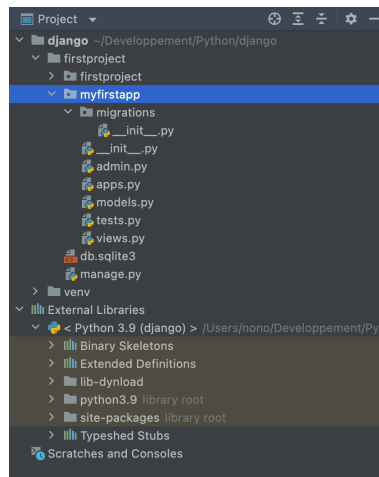 Project
django ~/Developpement/Python/django
firstproject
firstproject
myfirstapp
migrations
__init__.py
__init__.py
admin.py
apps.py
models.py
tests.py
views.py
db.sqlite3
manage.py
venv
External Libraries
< Python 3.9 (django) > /Users/nono/Developpement/Py
Binary Skeletons
Extended Definitions
lib-dynload
python3.9 library root
site-packages library root
Typeshed Stubs
Scratches and Consoles